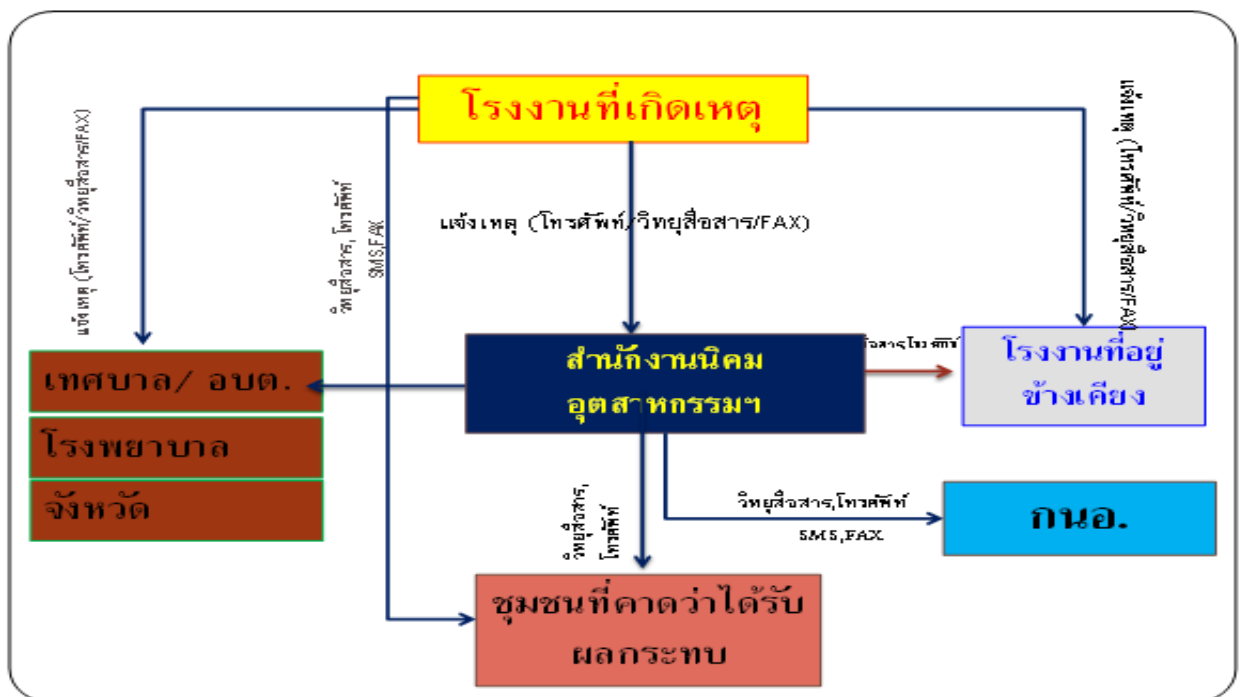 โรงงานที่เกิดเหตุ
แจ้งเหตุ (โทรศัพท์/วิทยุสื่อสาร/FAX)
วิทยุสื่อสาร, โทรศัพท์
SMS,FAX
แจ้งเหตุ (โทรศัพท์/วิทยุสื่อสาร/FAX)
แจ้งเหตุ (โทรศัพท์/วิทยุสื่อสาร/FAX)
เทศบาล/ อบต.
โรงพยาบาล
จังหวัด
สำนักงานนิคม
อุตสาหกรรมฯ
โรงงานที่อยู่
ข้างเคียง
วิทยุสื่อสาร,
โทรศัพท์
วิทยุสื่อสาร,โทรศัพท์
SMS,FAX
กนอ.
ชุมชนที่คาดว่าได้รับ
ผลกระทบ